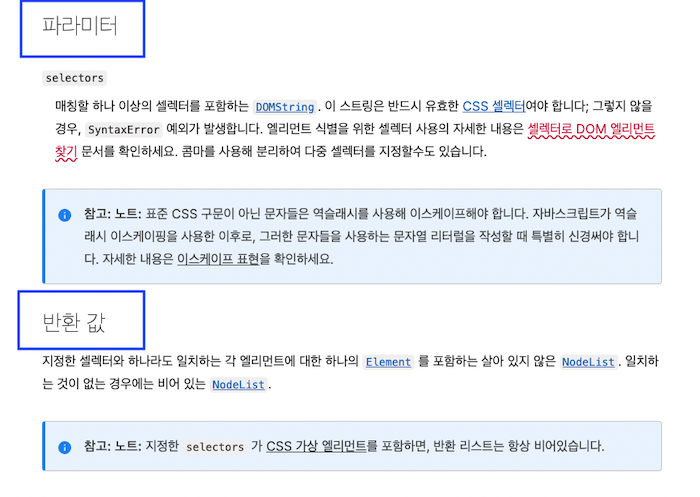 파라미터
selectors
매칭할 하나 이상의 셀렉터를 포함하는 DOMString. 이 스트링은 반드시 유효한 CSS 셀렉터여야 합니다; 그렇지 않을
경우, SyntaxError 예외가 발생합니다. 엘리먼트 식별을 위한 셀렉터 사용의 자세한 내용은 셀렉터로 DOM 엘리먼트
찾기 문서를 확인하세요. 콤마를 사용해 분리하여 다중 셀렉터를 지정할수도 있습니다.
참고: 노트: 표준 CSS 구문이 아닌 문자들은 역슬래시를 사용해 이스케이프해야 합니다. 자바스크립트가 역슬
래시 이스케이핑을 사용한 이후로, 그러한 문자들을 사용하는 문자열 리터럴을 작성할 때 특별히 신경써야 합니
다. 자세한 내용은 이스케이프 표현을 확인하세요.
반환 값
지정한 셀렉터와 하나라도 일치하는 각 엘리먼트에 대한 하나의 Element 를 포함하는 살아 있지 않은 NodeList. 일치하
는 것이 없는 경우에는 비어 있는 NodeList.
참고: 노트: 지정한 selectors 가 CSS 가상 엘리먼트를 포함하면, 반환 리스트는 항상 비어있습니다.